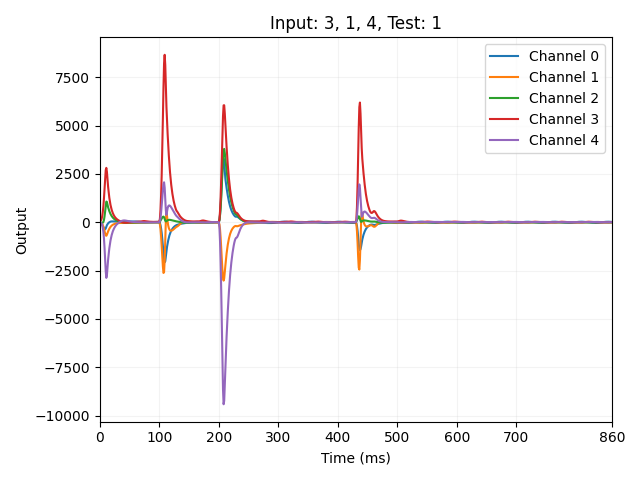 Input: 3, 1, 4, Test: 1
Channel 0
Channel 1
Channel 2
Channel 3
Channel 4
7500
5000
2500
0
−2500
−5000
−7500
−10000
Output
0 100 200 300 400 500 600 700 860
Time (ms)